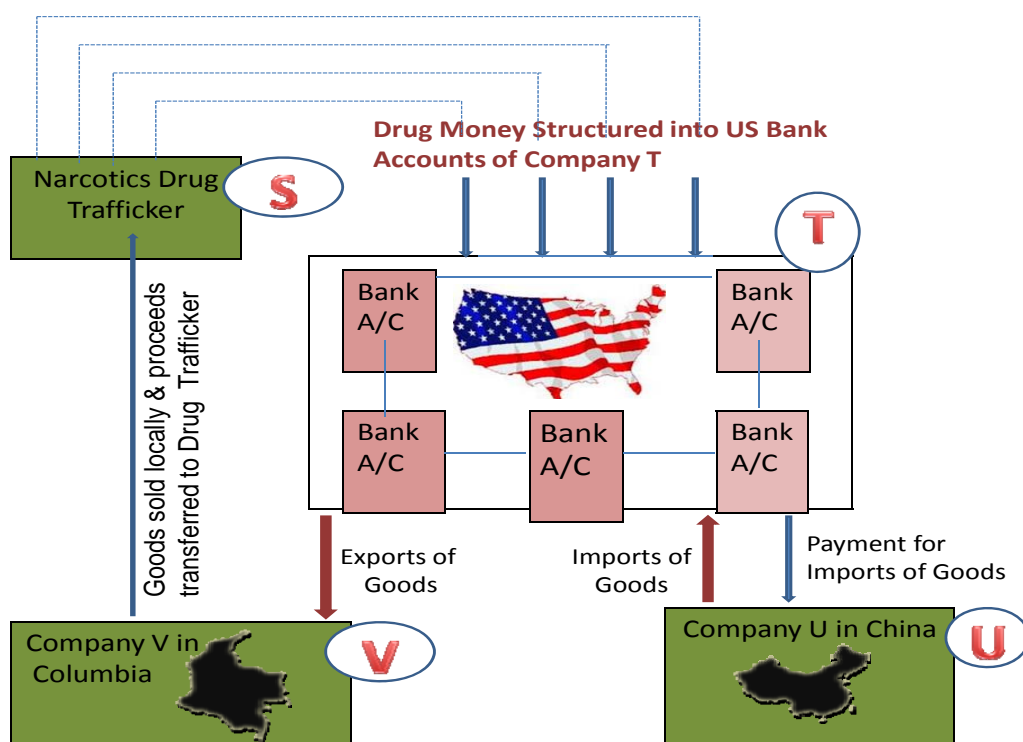 Drug Money Structured into US Bank
Accounts of Company T
Narcotics Drug
Trafficker
S
T
Bank
A/C
Bank
A/C
Bank
A/C
Bank
A/C
Bank
A/C
Goods sold locally & proceeds
transferred to Drug Trafficker
Exports of
Goods
Imports of
Goods
Payment for
Imports of Goods
Company V in
Columbia
V
Company U in China
U